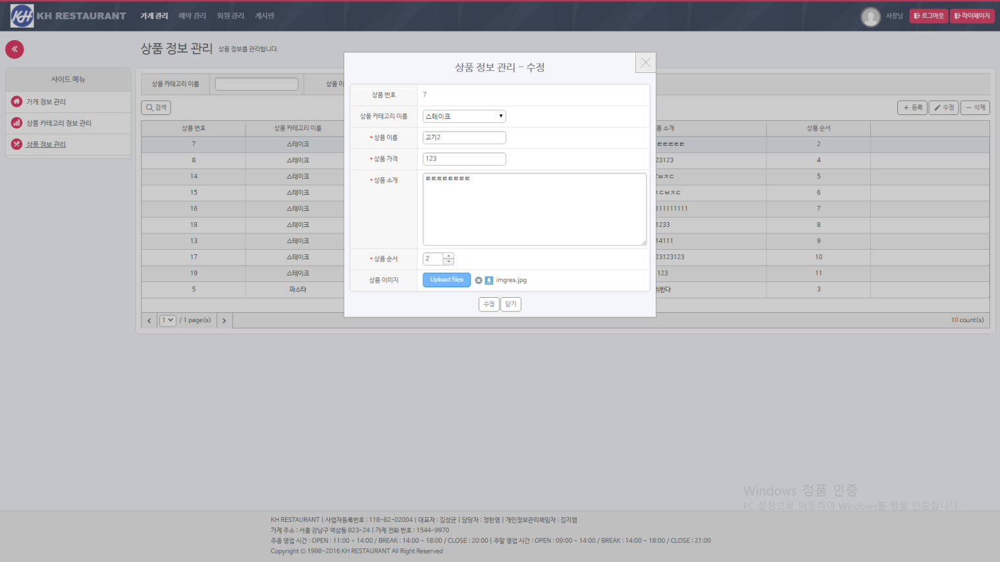 KH KH RESTAURANT 가게 관리 예약 관리 회원 관리 게시판 사장님 로그아웃 마이페이지
상품 정보 관리 상품 정보를 관리합니다.
사이드 메뉴
가게 정보 관리
상품 카테고리 정보 관리
상품 정보 관리
상품 카테고리 이름 상품 이
검색 + 등록 수정 − 삭제
상품 번호 상품 카테고리 이름 품 소개 상품 순서
7 스테이크 ㅌㅌㅌㅌㅌ 2
8 스테이크 23123 4
14 스테이크 ㅂㅈㄷ 5
15 스테이크 ㅈㄷㅂㅈㄷ 6
16 스테이크 111111111 7
18 스테이크 1233 8
13 스테이크 14111 9
17 스테이크 23123123 10
19 스테이크 123 11
5 파스타 3
1 / 1 page(s) 10 count(s)
상품 정보 관리 - 수정
상품 번호 7
상품 카테고리 이름 스테이크
* 상품 이름 고기2
* 상품 가격 123
* 상품 소개 ㅌㅌㅌㅌㅌㅌㅌㅌ
* 상품 순서 2
상품 이미지 Upload files imgres.jpg
수정 닫기
Windows 정품 인증
PC 설정으로 이동하여 Windows를 정품 인증합니다.
KH RESTAURANT | 사업자등록번호 : 118-82-02004 | 대표자 : 김성균 | 담당자 : 정한영 | 개인정보관리책임자 : 김지엽
가게 주소 : 서울 강남구 역삼동 823-24 | 가게 전화 번호 : 1544-9970
주중 영업 시간 : OPEN : 11:00 ~ 14:00 / BREAK : 14:00 ~ 18:00 / CLOSE : 20:00 | 주말 영업 시간 : OPEN : 09:00 ~ 14:00 / BREAK : 14:00 ~ 18:00 / CLOSE : 21:00
Copyright © 1998-2016 KH RESTAURANT All Right Reserved